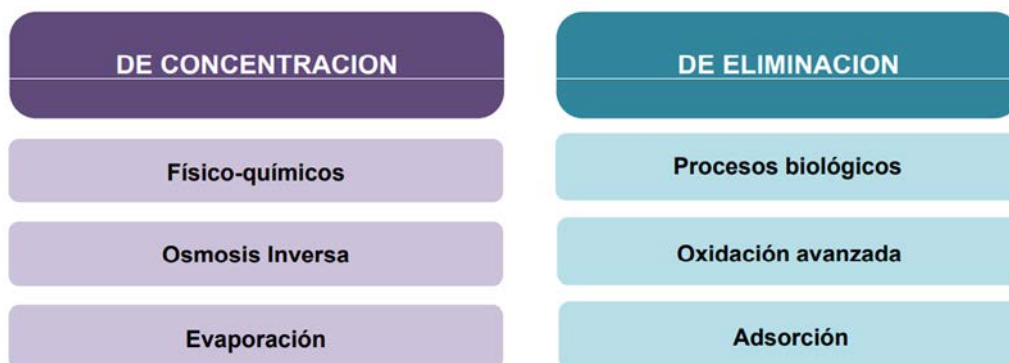 DE CONCENTRACION
Físico-químicos
Osmosis Inversa
Evaporación
DE ELIMINACION
Procesos biológicos
Oxidación avanzada
Adsorción